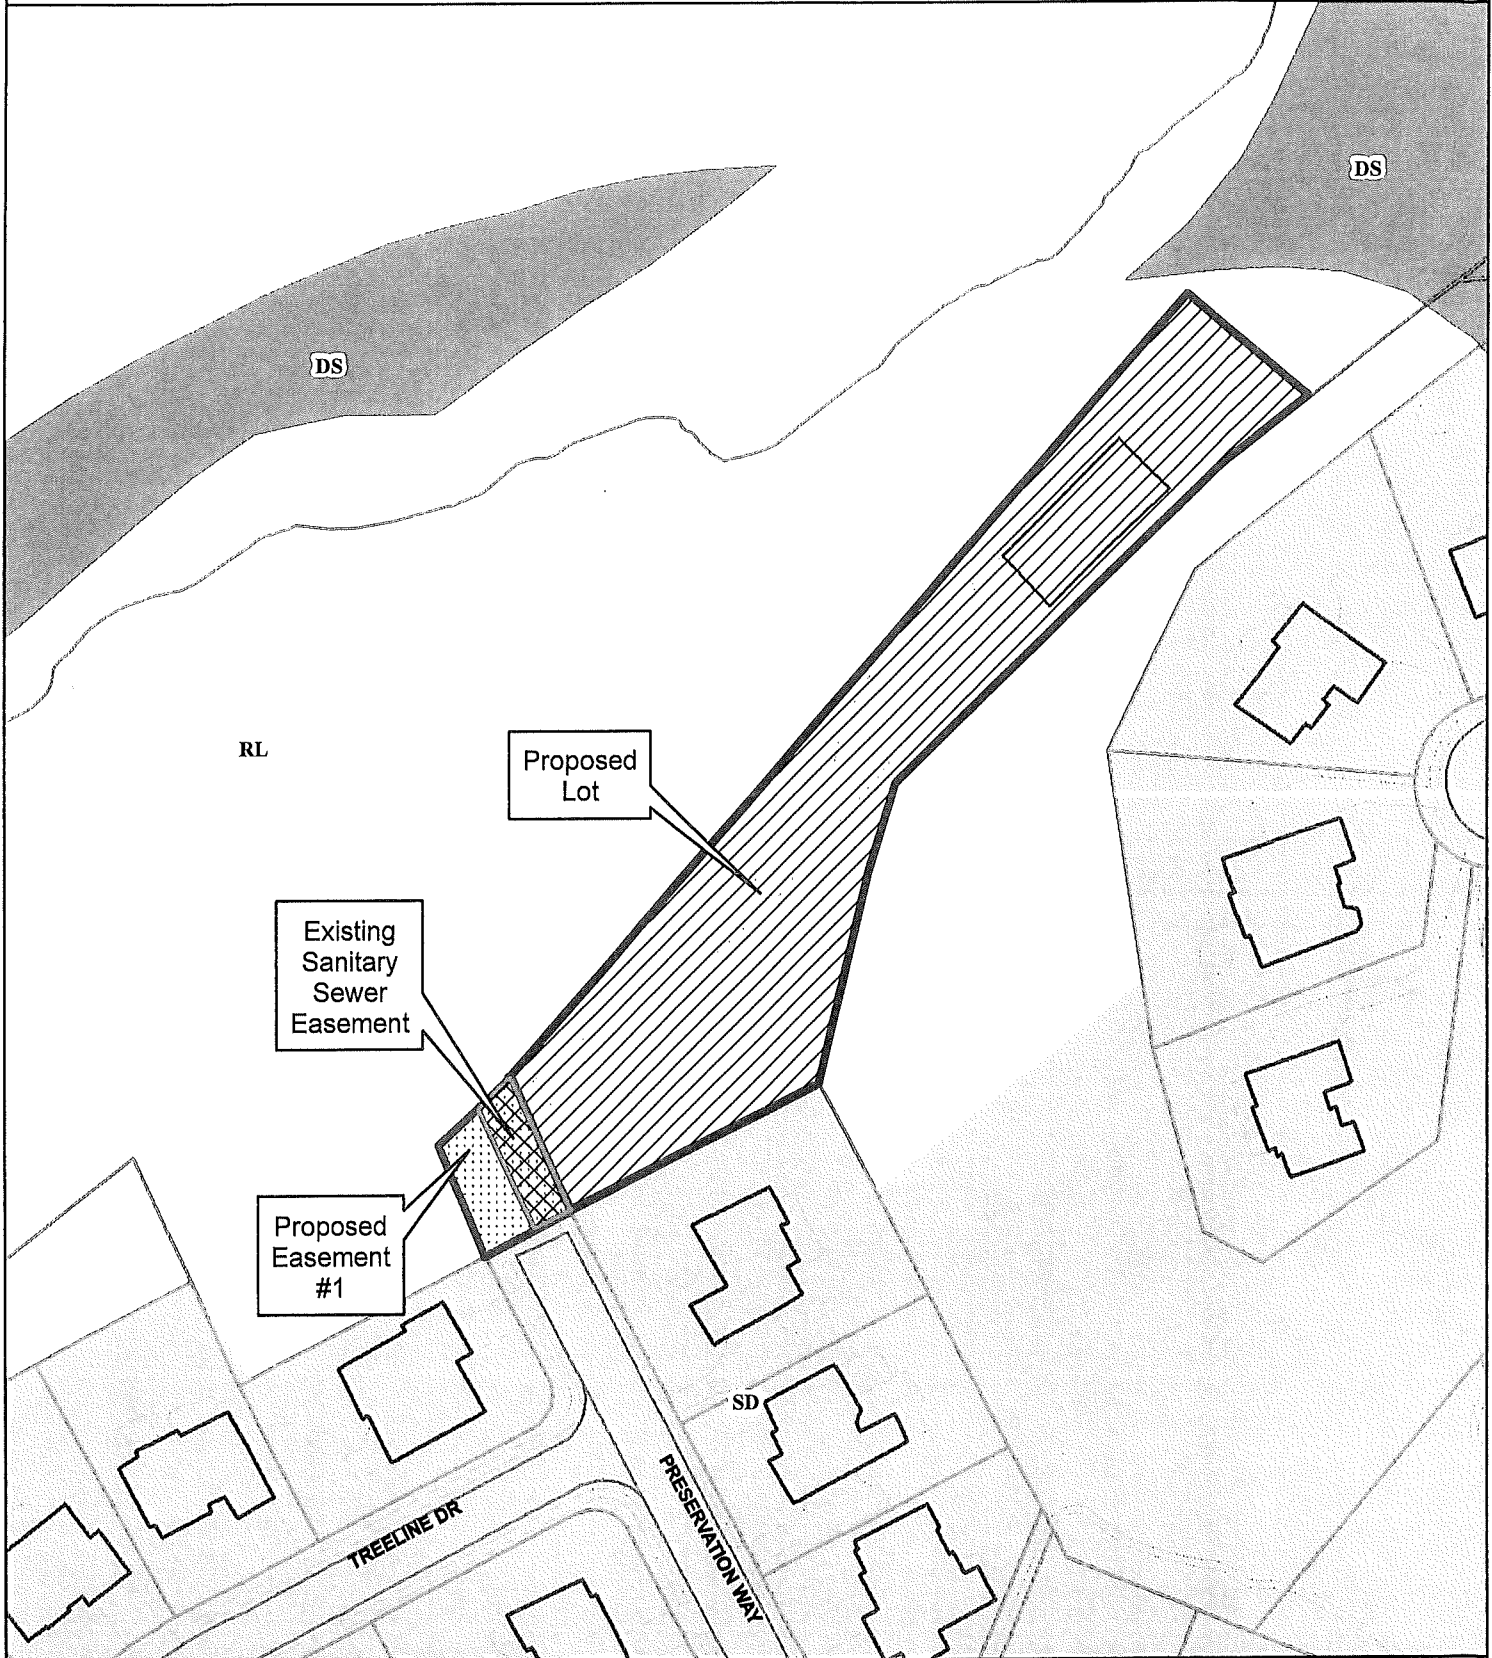 DS
DS
RL
Proposed
Lot
Existing
Sanitary
Sewer
Easement
Proposed
Easement
#1
SD
TREELINE DR
PRESERVATION WAY